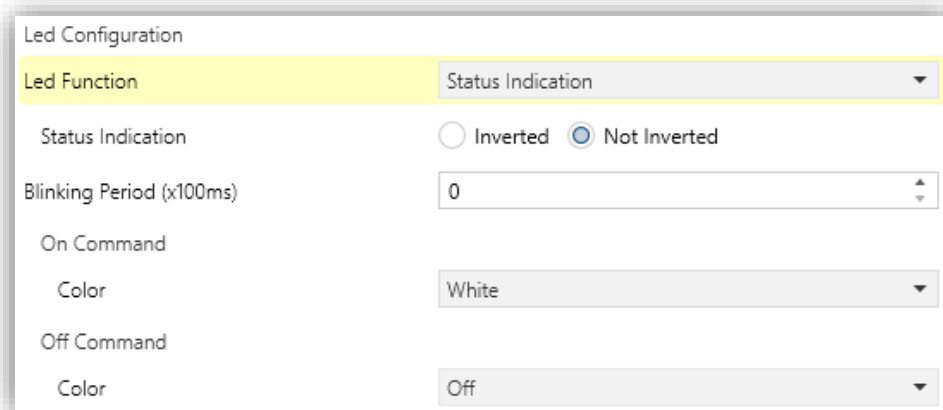 Led Configuration
Led Function Status Indication
Status Indication Inverted Not Inverted
Blinking Period (x100ms) 0
On Command
Color White
Off Command
Color Off